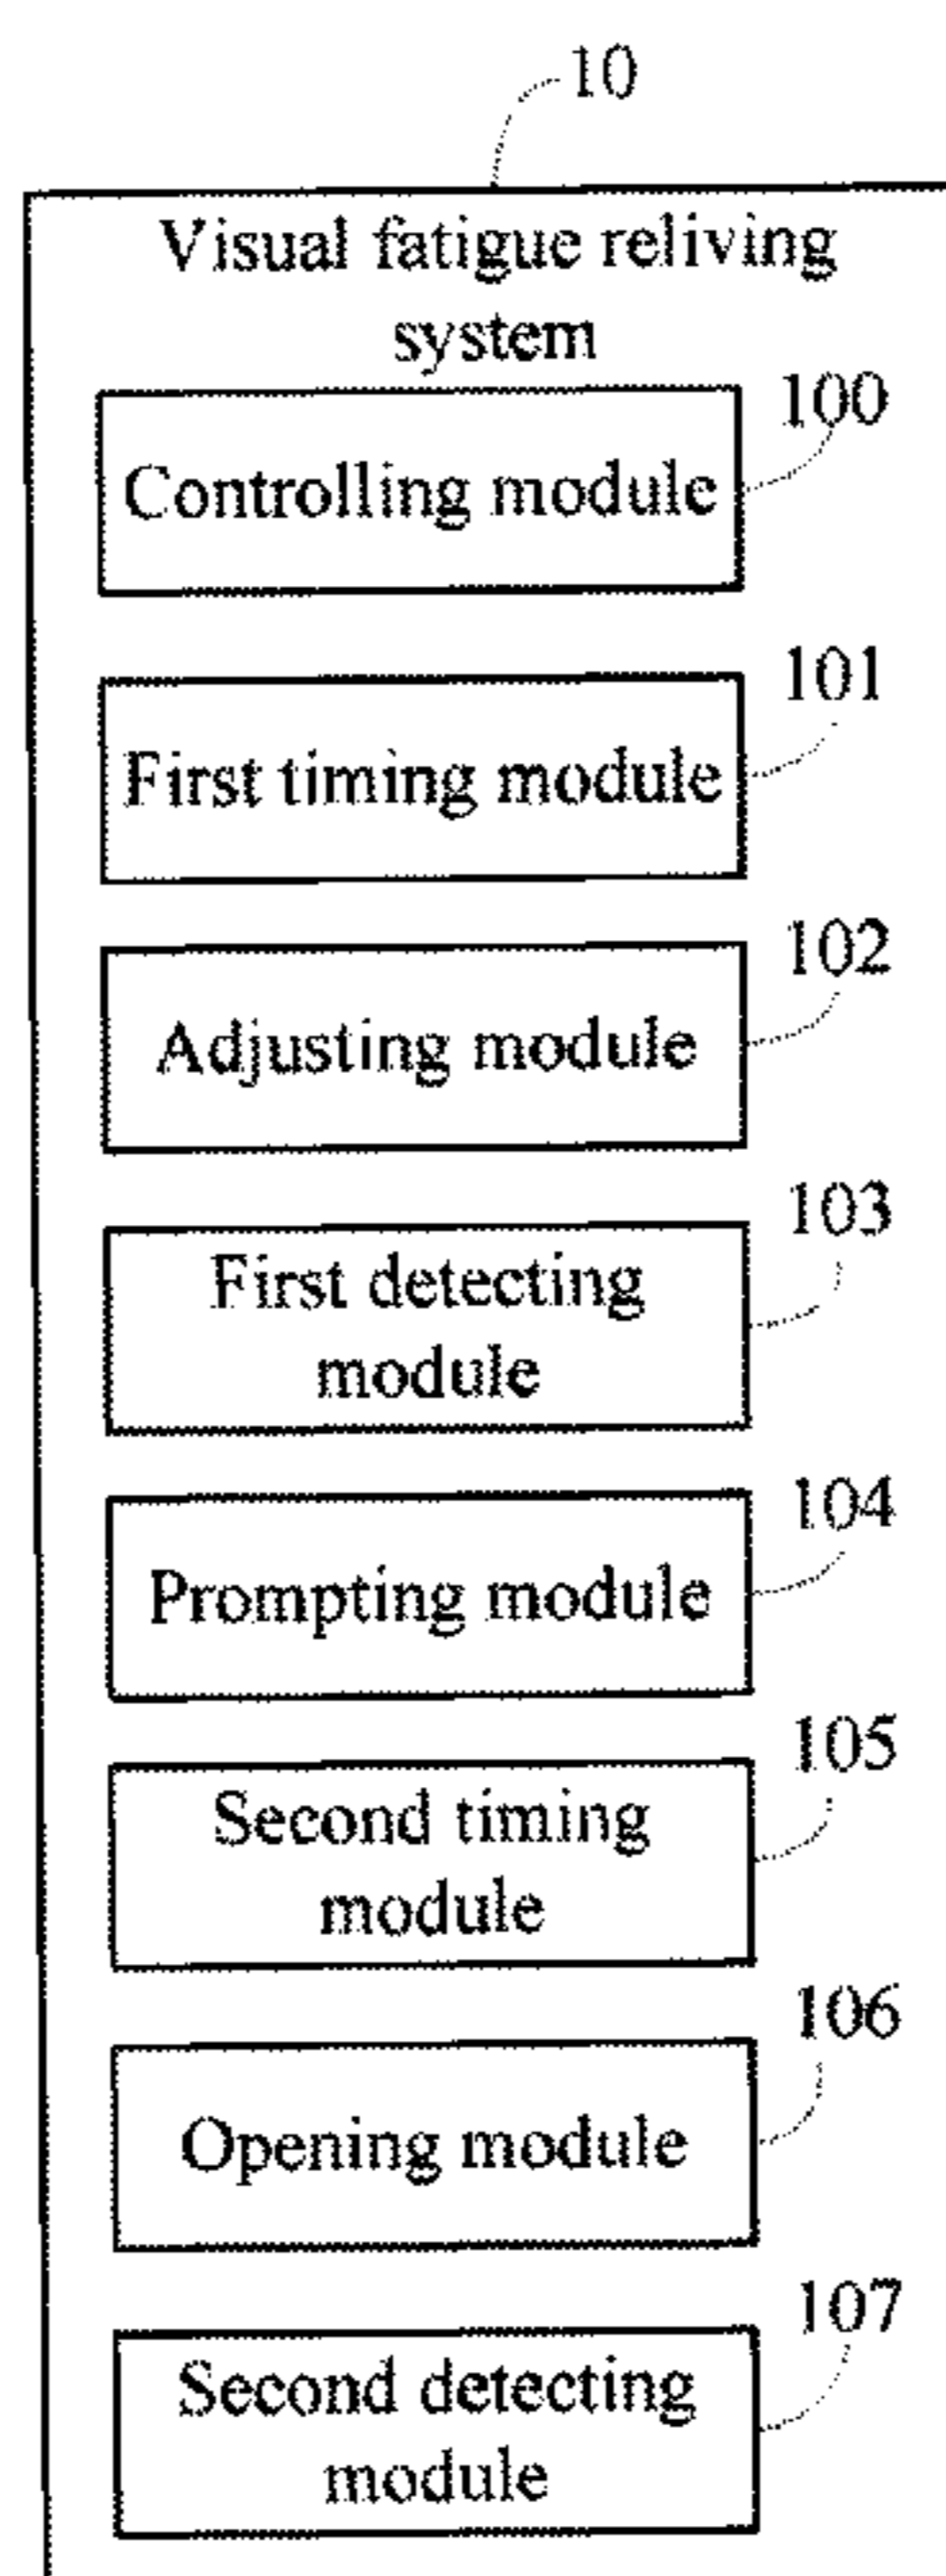 10
Visual fatigue reliving
system
100
Controlling module
101
First timing module
102
Adjusting module
103
First detecting
module
104
Prompting module
105
Second timing
module
106
Opening module
107
Second detecting
module